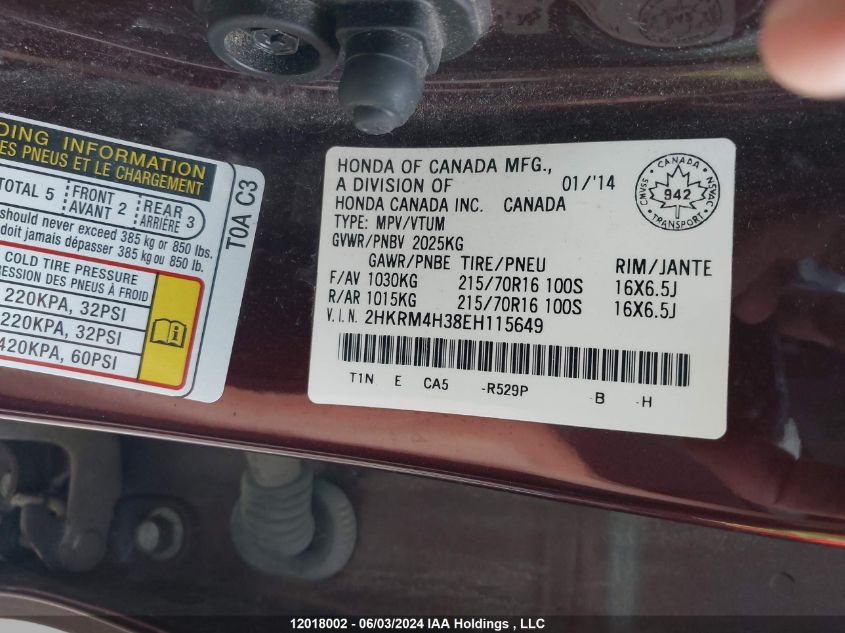 DING INFORMATION
ES PNEUS ET LE CHARGEMENT
TOTAL 5 FRONT AVANT 2 REAR ARRIÈRE 3
should never exceed 385 kg or 850 lbs.
doit jamais dépasser 385 kg ou 850 lb.
COLD TIRE PRESSURE
RESSION DES PNEUS À FROID
220KPA, 32PSI
220KPA, 32PSI
420KPA, 60PSI
T0A C3
HONDA OF CANADA MFG.,
A DIVISION OF 01/'14
HONDA CANADA INC. CANADA
TYPE: MPV/VTUM
GVWR/PNBV 2025KG
GAWR/PNBE TIRE/PNEU RIM/JANTE
F/AV 1030KG 215/70R16 100S 16X6.5J
R/AR 1015KG 215/70R16 100S 16X6.5J
V.I.N. 2HKRM4H38EH115649
T1N E CA5 -R529P -B -H
CANADA
CMVSS NSVAC
942
TRANSPORT
12018002 - 06/03/2024 IAA Holdings , LLC